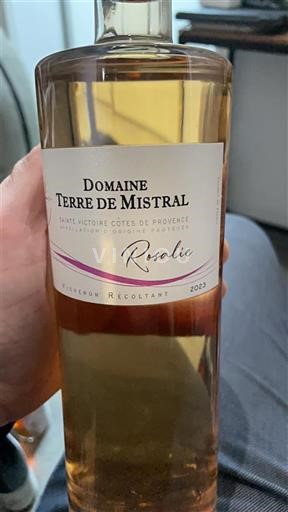 DOMAINE
TERRE DE MISTRAL
SAINTE VICTOIRE CÔTES DE PROVENCE
APPELLATION D'ORIGINE PROTÉGÉE
Rosalie
VIGNERON RÉCOLTANT
2023